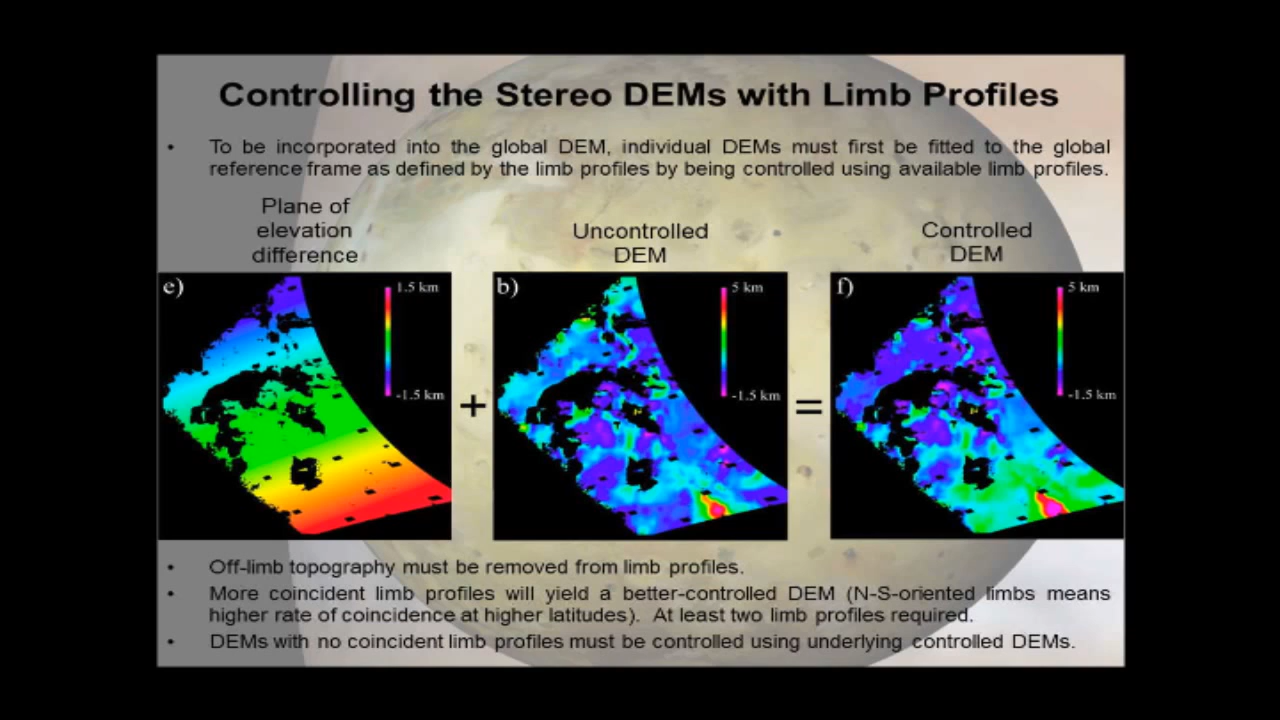 Controlling the Stereo DEMs with Limb Profiles
• To be incorporated into the global DEM, individual DEMs must first be fitted to the global
reference frame as defined by the limb profiles by being controlled using available limb profiles.
Plane of
elevation
difference
Uncontrolled
DEM
Controlled
DEM
e)
1.5 km
-1.5 km
+
b)
5 km
-1.5 km
=
f)
5 km
-1.5 km
• Off-limb topography must be removed from limb profiles.
• More coincident limb profiles will yield a better-controlled DEM (N-S-oriented limbs means
higher rate of coincidence at higher latitudes). At least two limb profiles required.
• DEMs with no coincident limb profiles must be controlled using underlying controlled DEMs.